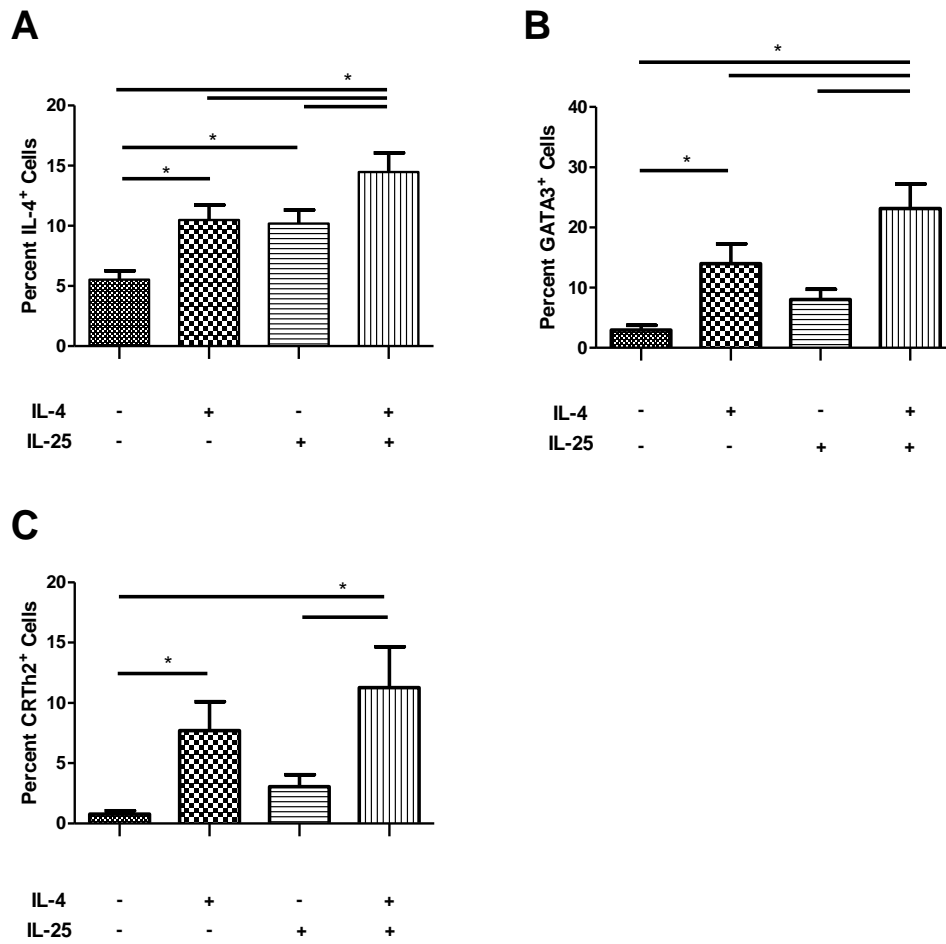 A
*
20
*
15
*
10
5
0
Percent IL-4+ Cells
IL-4 - + - +
IL-25 - - + +
B
*
40
30
*
20
10
0
Percent GATA3+ Cells
IL-4 - + - +
IL-25 - - + +
C
20
*
15
*
10
5
0
Percent CRTh2+ Cells
IL-4 - + - +
IL-25 - - + +